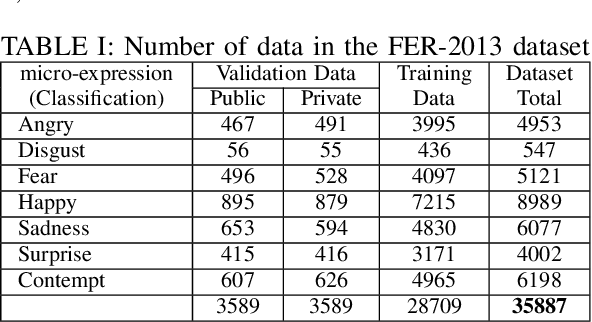 TABLE I: Number of data in the FER-2013 dataset
micro-expression Validation Data Training Dataset
(Classification) Public Private Data Total
Angry 467 491 3995 4953
Disgust 56 55 436 547
Fear 496 528 4097 5121
Happy 895 879 7215 8989
Sadness 653 594 4830 6077
Surprise 415 416 3171 4002
Contempt 607 626 4965 6198
3589 3589 28709 35887